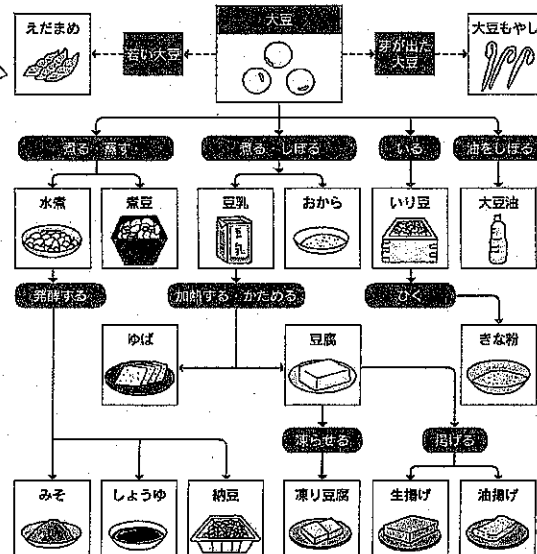 大豆
えだまめ
若い大豆
芽が出た
大豆
大豆もやし
煮る・蒸す
煮る・しぼる
いる
油をしぼる
水煮
煮豆
豆乳
豆乳
おから
いり豆
大豆油
発酵する
加熱する・かためる
ひく
ゆば
豆腐
きな粉
凍らせる
揚げる
みそ
しょうゆ
納豆
凍り豆腐
生揚げ
油揚げ